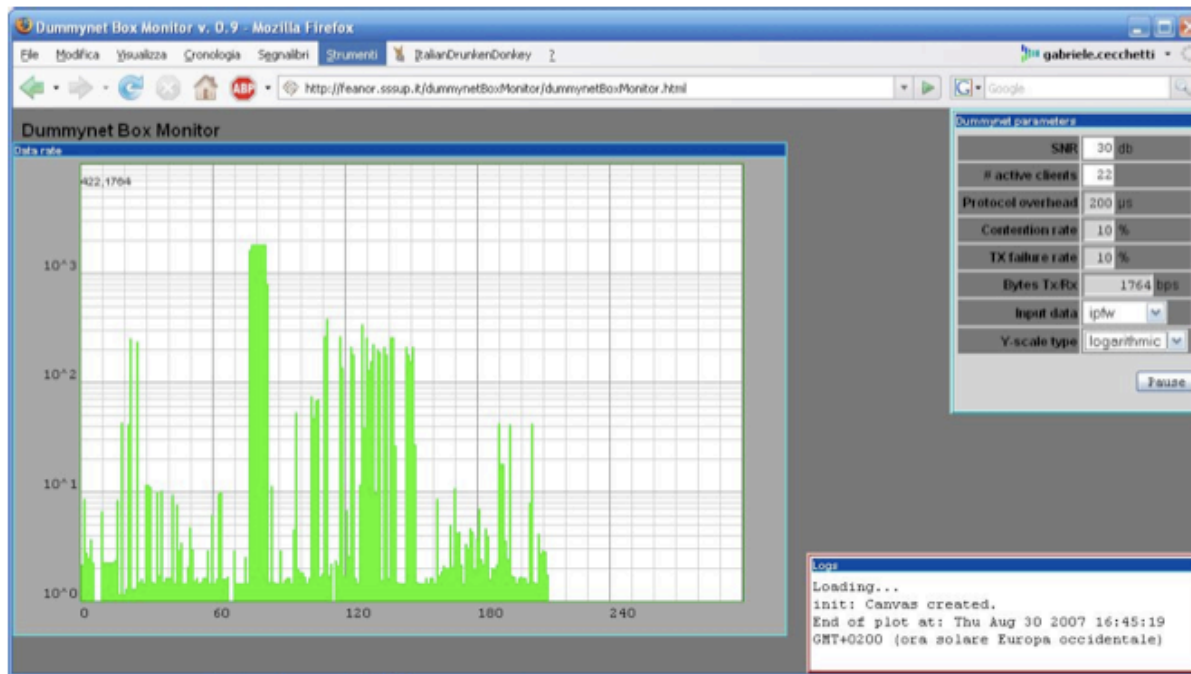 Dummynet Box Monitor v. 0.9 - Mozilla Firefox
File Modifica Visualizza Cronologia Segnalibri Strumenti ItalianDrunkenDonkey ?
gabriele.cecchetti
ABP
http://feanor.sssup.it/dummynetBoxMonitor/dummynetBoxMonitor.html
G Google
Dummynet Box Monitor
Data rate
422,1764
10^3
10^2
10^1
10^0
0 60 120 180 240
Dummynet parameters
SNR 30 db
# active clients 22
Protocol overhead 200 µs
Contention rate 10 %
TX failure rate 10 %
Bytes Tx/Rx 1764 bps
Input data ipfw
Y-scale type logarithmic
Pause
Logs
Loading...
init: Canvas created.
End of plot at: Thu Aug 30 2007 16:45:19
GMT+0200 (ora solare Europa occidentale)